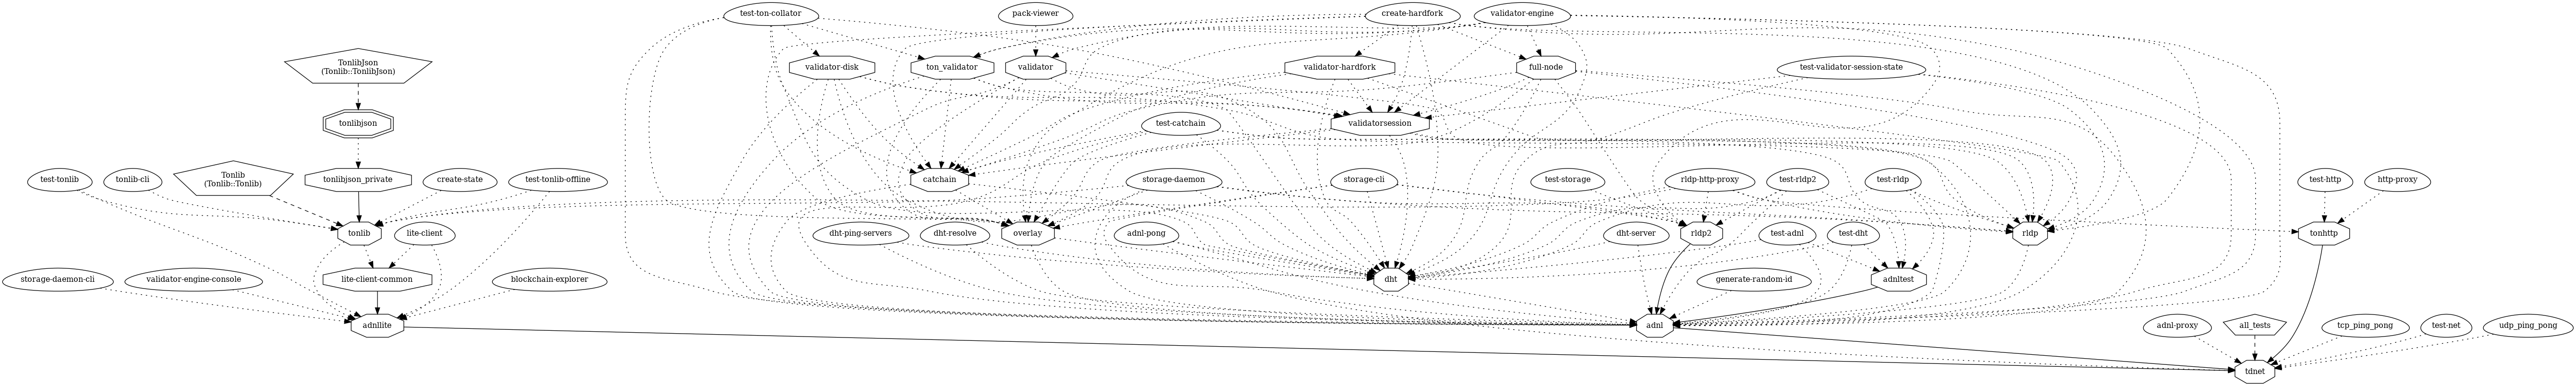 test-ton-collator
pack-viewer
create-hardfork
validator-engine
TonlibJson
(Tonlib::TonlibJson)
validator-disk
ton_validator
validator
validator-hardfork
full-node
test-validator-session-state
tonlibjson
test-catchain
validatorsession
test-tonlib
tonlib-cli
Tonlib
(Tonlib::Tonlib)
tonlibjson_private
create-state
test-tonlib-offline
catchain
storage-daemon
storage-cli
test-storage
rldp-http-proxy
test-rldp2
test-rldp
test-http
http-proxy
tonlib
lite-client
dht-ping-servers
dht-resolve
overlay
adnl-pong
dht-server
rldp2
test-adnl
test-dht
rldp
tonhttp
storage-daemon-cli
validator-engine-console
lite-client-common
blockchain-explorer
dht
generate-random-id
adnltest
adnllite
adnl
adnl-proxy
all_tests
tcp_ping_pong
test-net
udp_ping_pong
tdnet